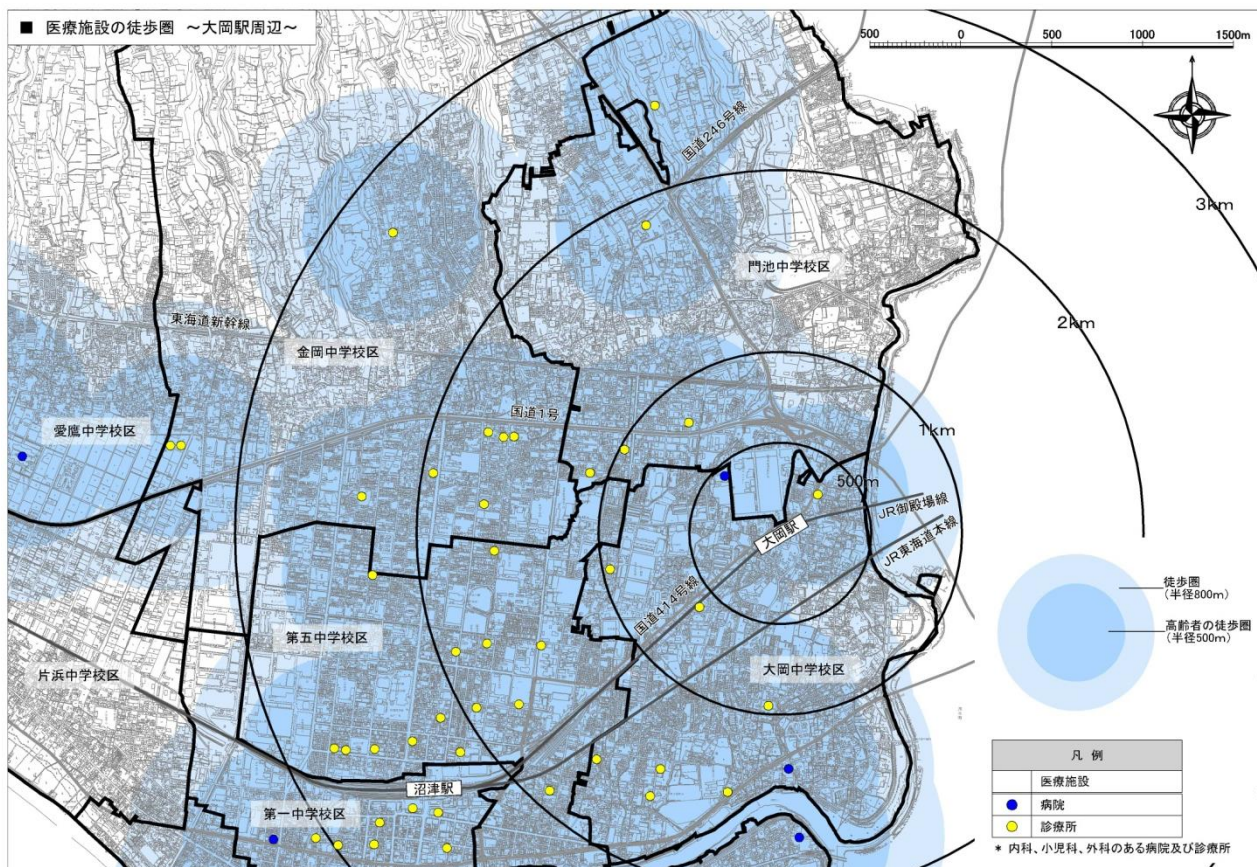 ■ 医療施設の徒歩圏 ～大岡駅周辺～
500 0 500 1000 1500m
国道246号線
3km
門池中学校区
東海道新幹線
金岡中学校区
2km
国道1号
愛鷹中学校区
1km
500m
JR御殿場線
大岡駅
JR東海道本線
国道414号線
徒歩圏
(半径800m)
高齢者の徒歩圏
(半径500m)
第五中学校区
大岡中学校区
片浜中学校区
沼津駅
第一中学校区
凡 例
医療施設
病院
診療所
* 内科、小児科、外科のある病院及び診療所